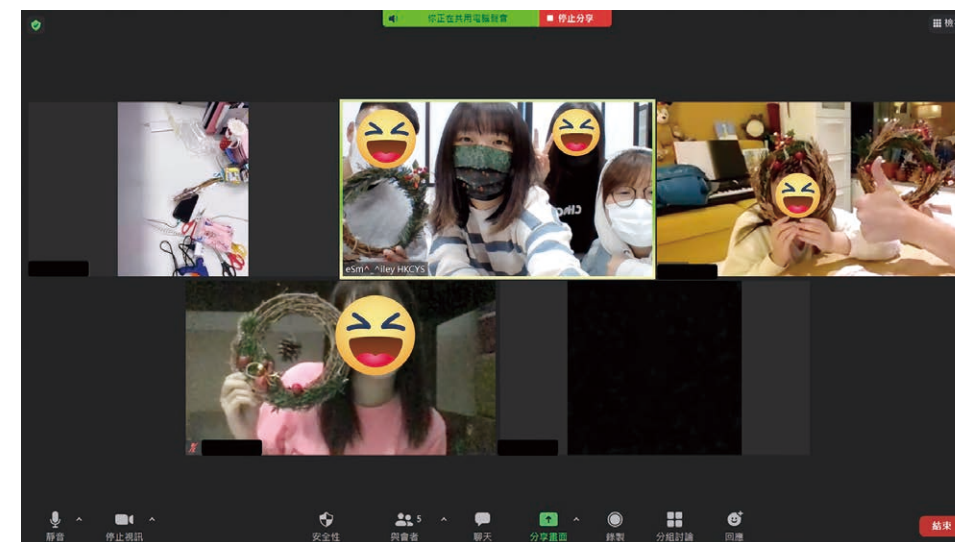 你正在共用電腦聲音
停止分享
檢
eSm^_^iley HKCYS
靜音
停止視訊
安全性
5
與會者
聊天
分享畫面
錄製
分組討論
回應
結束